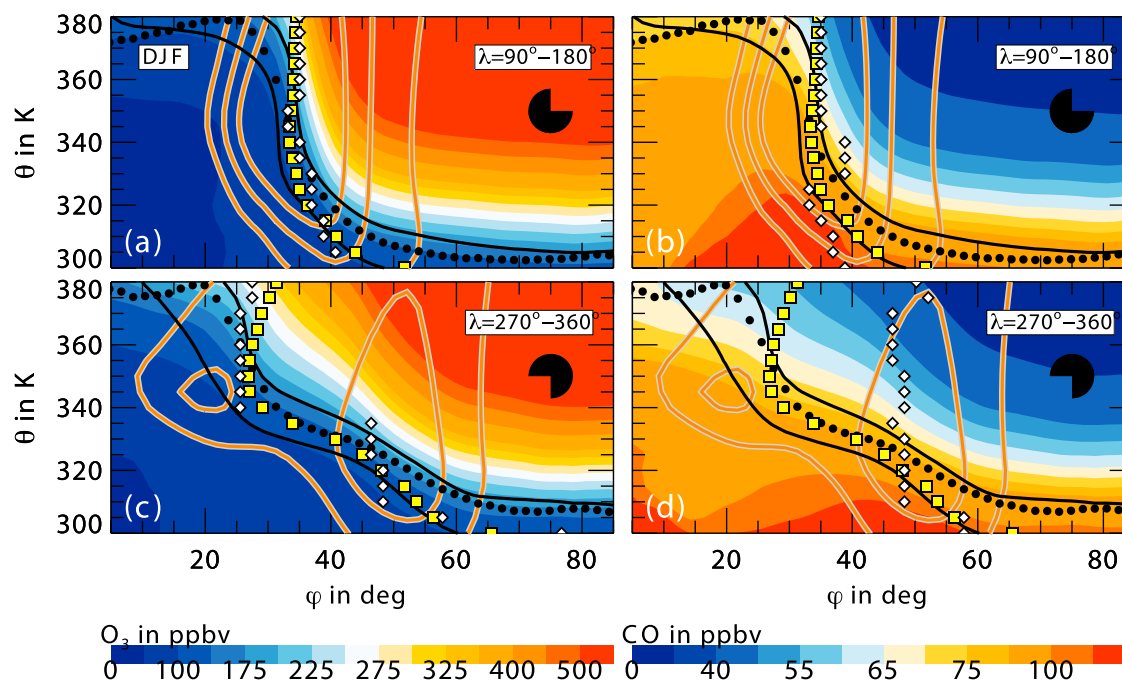 380
360
340
320
300
θ in K
DJF
λ=90°−180°
(a)
λ=90°−180°
(b)
380
360
340
320
300
θ in K
λ=270°−360°
(c)
λ=270°−360°
(d)
20 40 60 80
20 40 60 80
φ in deg
φ in deg
O₃ in ppbv
0 100 175 225 275 325 400 500
CO in ppbv
0 40 55 65 75 100